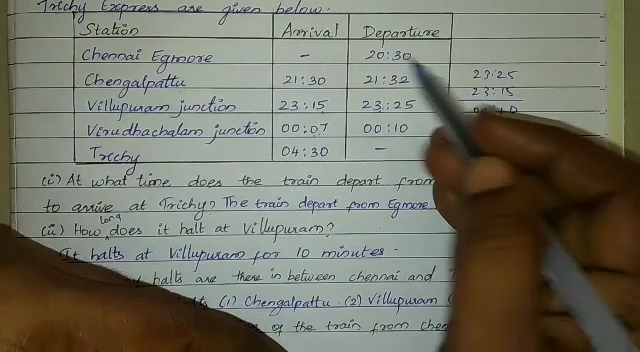 Trichy Express are given below.
Station Arrival Departure
Chennai Egmore - 20:30
Chengalpattu 21:30 21:32 23:25
Villupuram junction 23:15 23:25 23:15
Virudhachalam junction 00:07 00:10
Trichy 04:30 -
(i) At what time does the train depart from
to arrive at Trichy? The train depart from Egmore
long
(ii) How does it halt at Villupuram?
It halts at Villupuram for 10 minutes.
halts are there in between chennai and
(1) Chengalpattu (2) Villupuram
of the train from